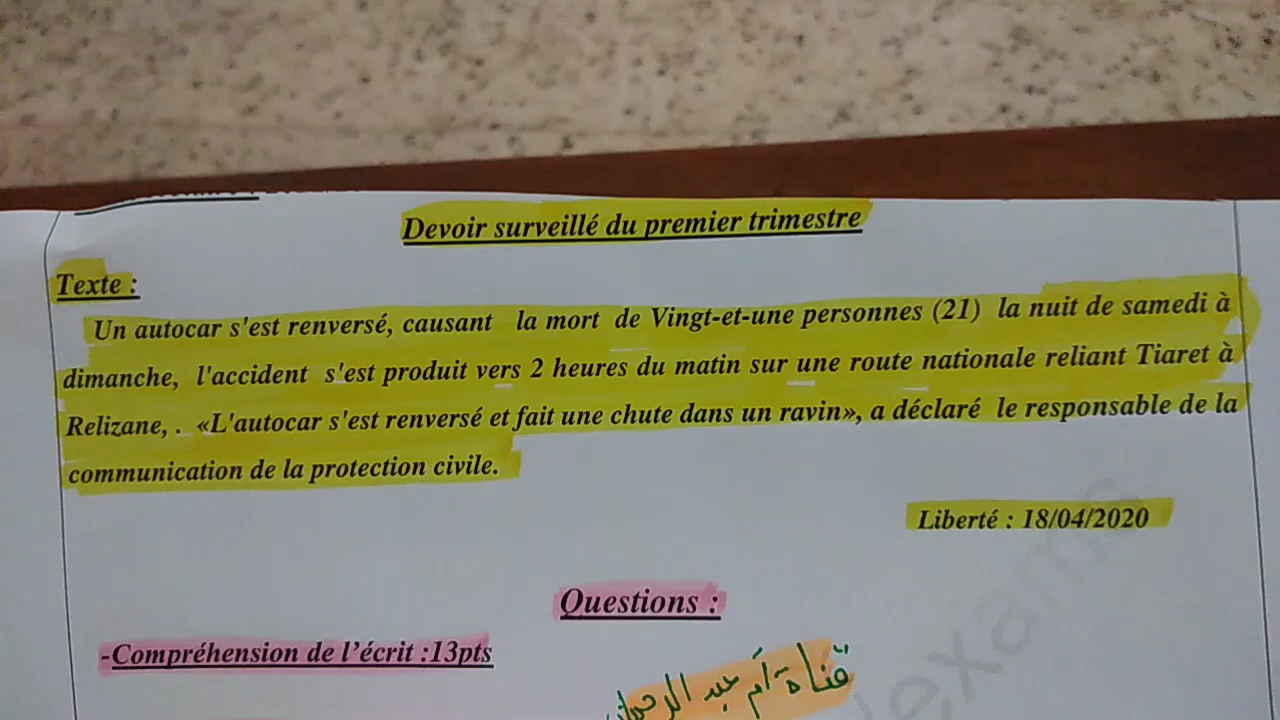 Devoir surveillé du premier trimestre
Texte :
Un autocar s'est renversé, causant la mort de Vingt-et-une personnes (21) la nuit de samedi à
dimanche, l'accident s'est produit vers 2 heures du matin sur une route nationale reliant Tiaret à
Relizane, . «L'autocar s'est renversé et fait une chute dans un ravin», a déclaré le responsable de la
communication de la protection civile.
Liberté : 18/04/2020
Questions :
-Compréhension de l'écrit :13pts
قناة أم عبد الرحمان